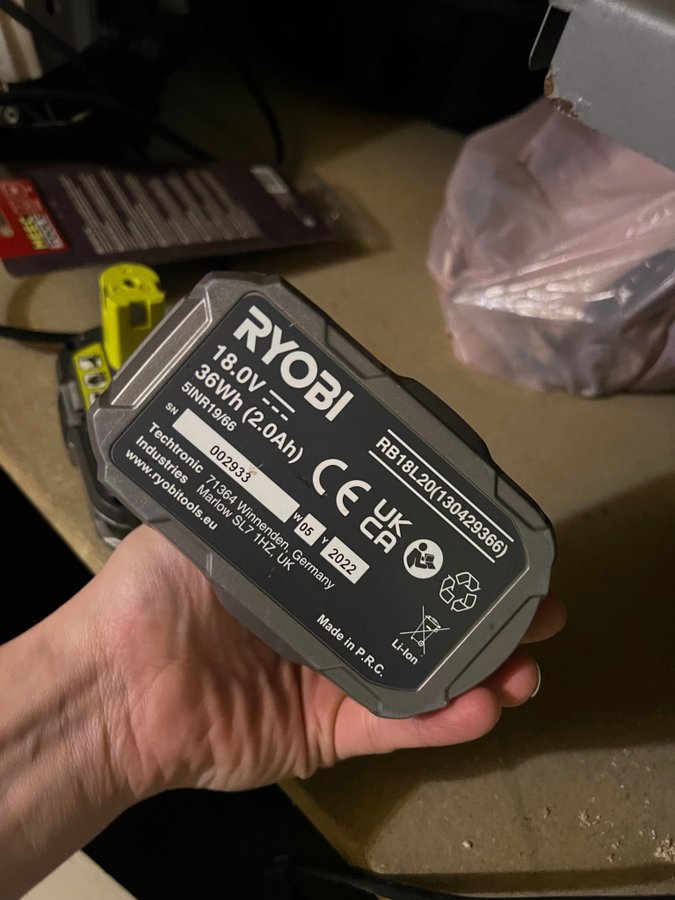 RYOBI
18.0V
36Wh (2.0Ah)
5INR19/66
SN 002933 W 05 Y 2022
Techtronic
Industries
www.ryobitools.eu
71364 Winnenden, Germany
Marlow SL7 1HZ, UK
RB18L20(130429366)
CE
UK
CA
Li-Ion
Made in P.R.C.